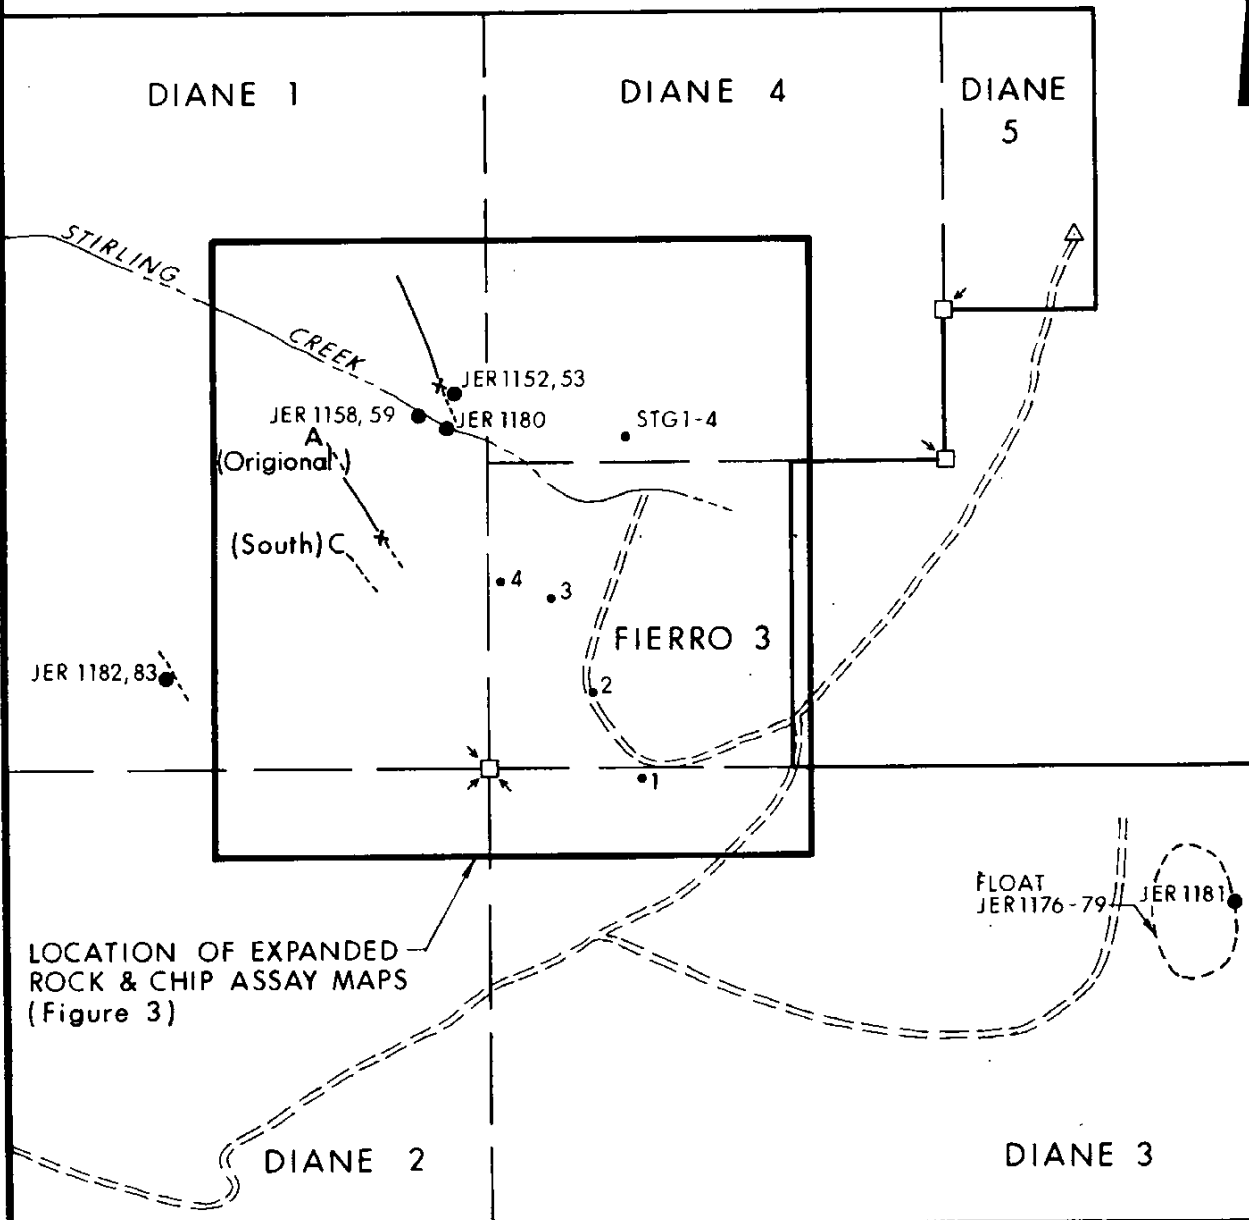 DIANE 1
DIANE 4
DIANE
5
STIRLING
CREEK
JER 1152, 53
JER 1158, 59
JER 1180
STG1-4
A
(Origional)
(South) C
4
3
FIERRO 3
JER 1182, 83
2
1
FLOAT
JER1176-79
JER 1181
LOCATION OF EXPANDED
ROCK & CHIP ASSAY MAPS
(Figure 3)
DIANE 2
DIANE 3